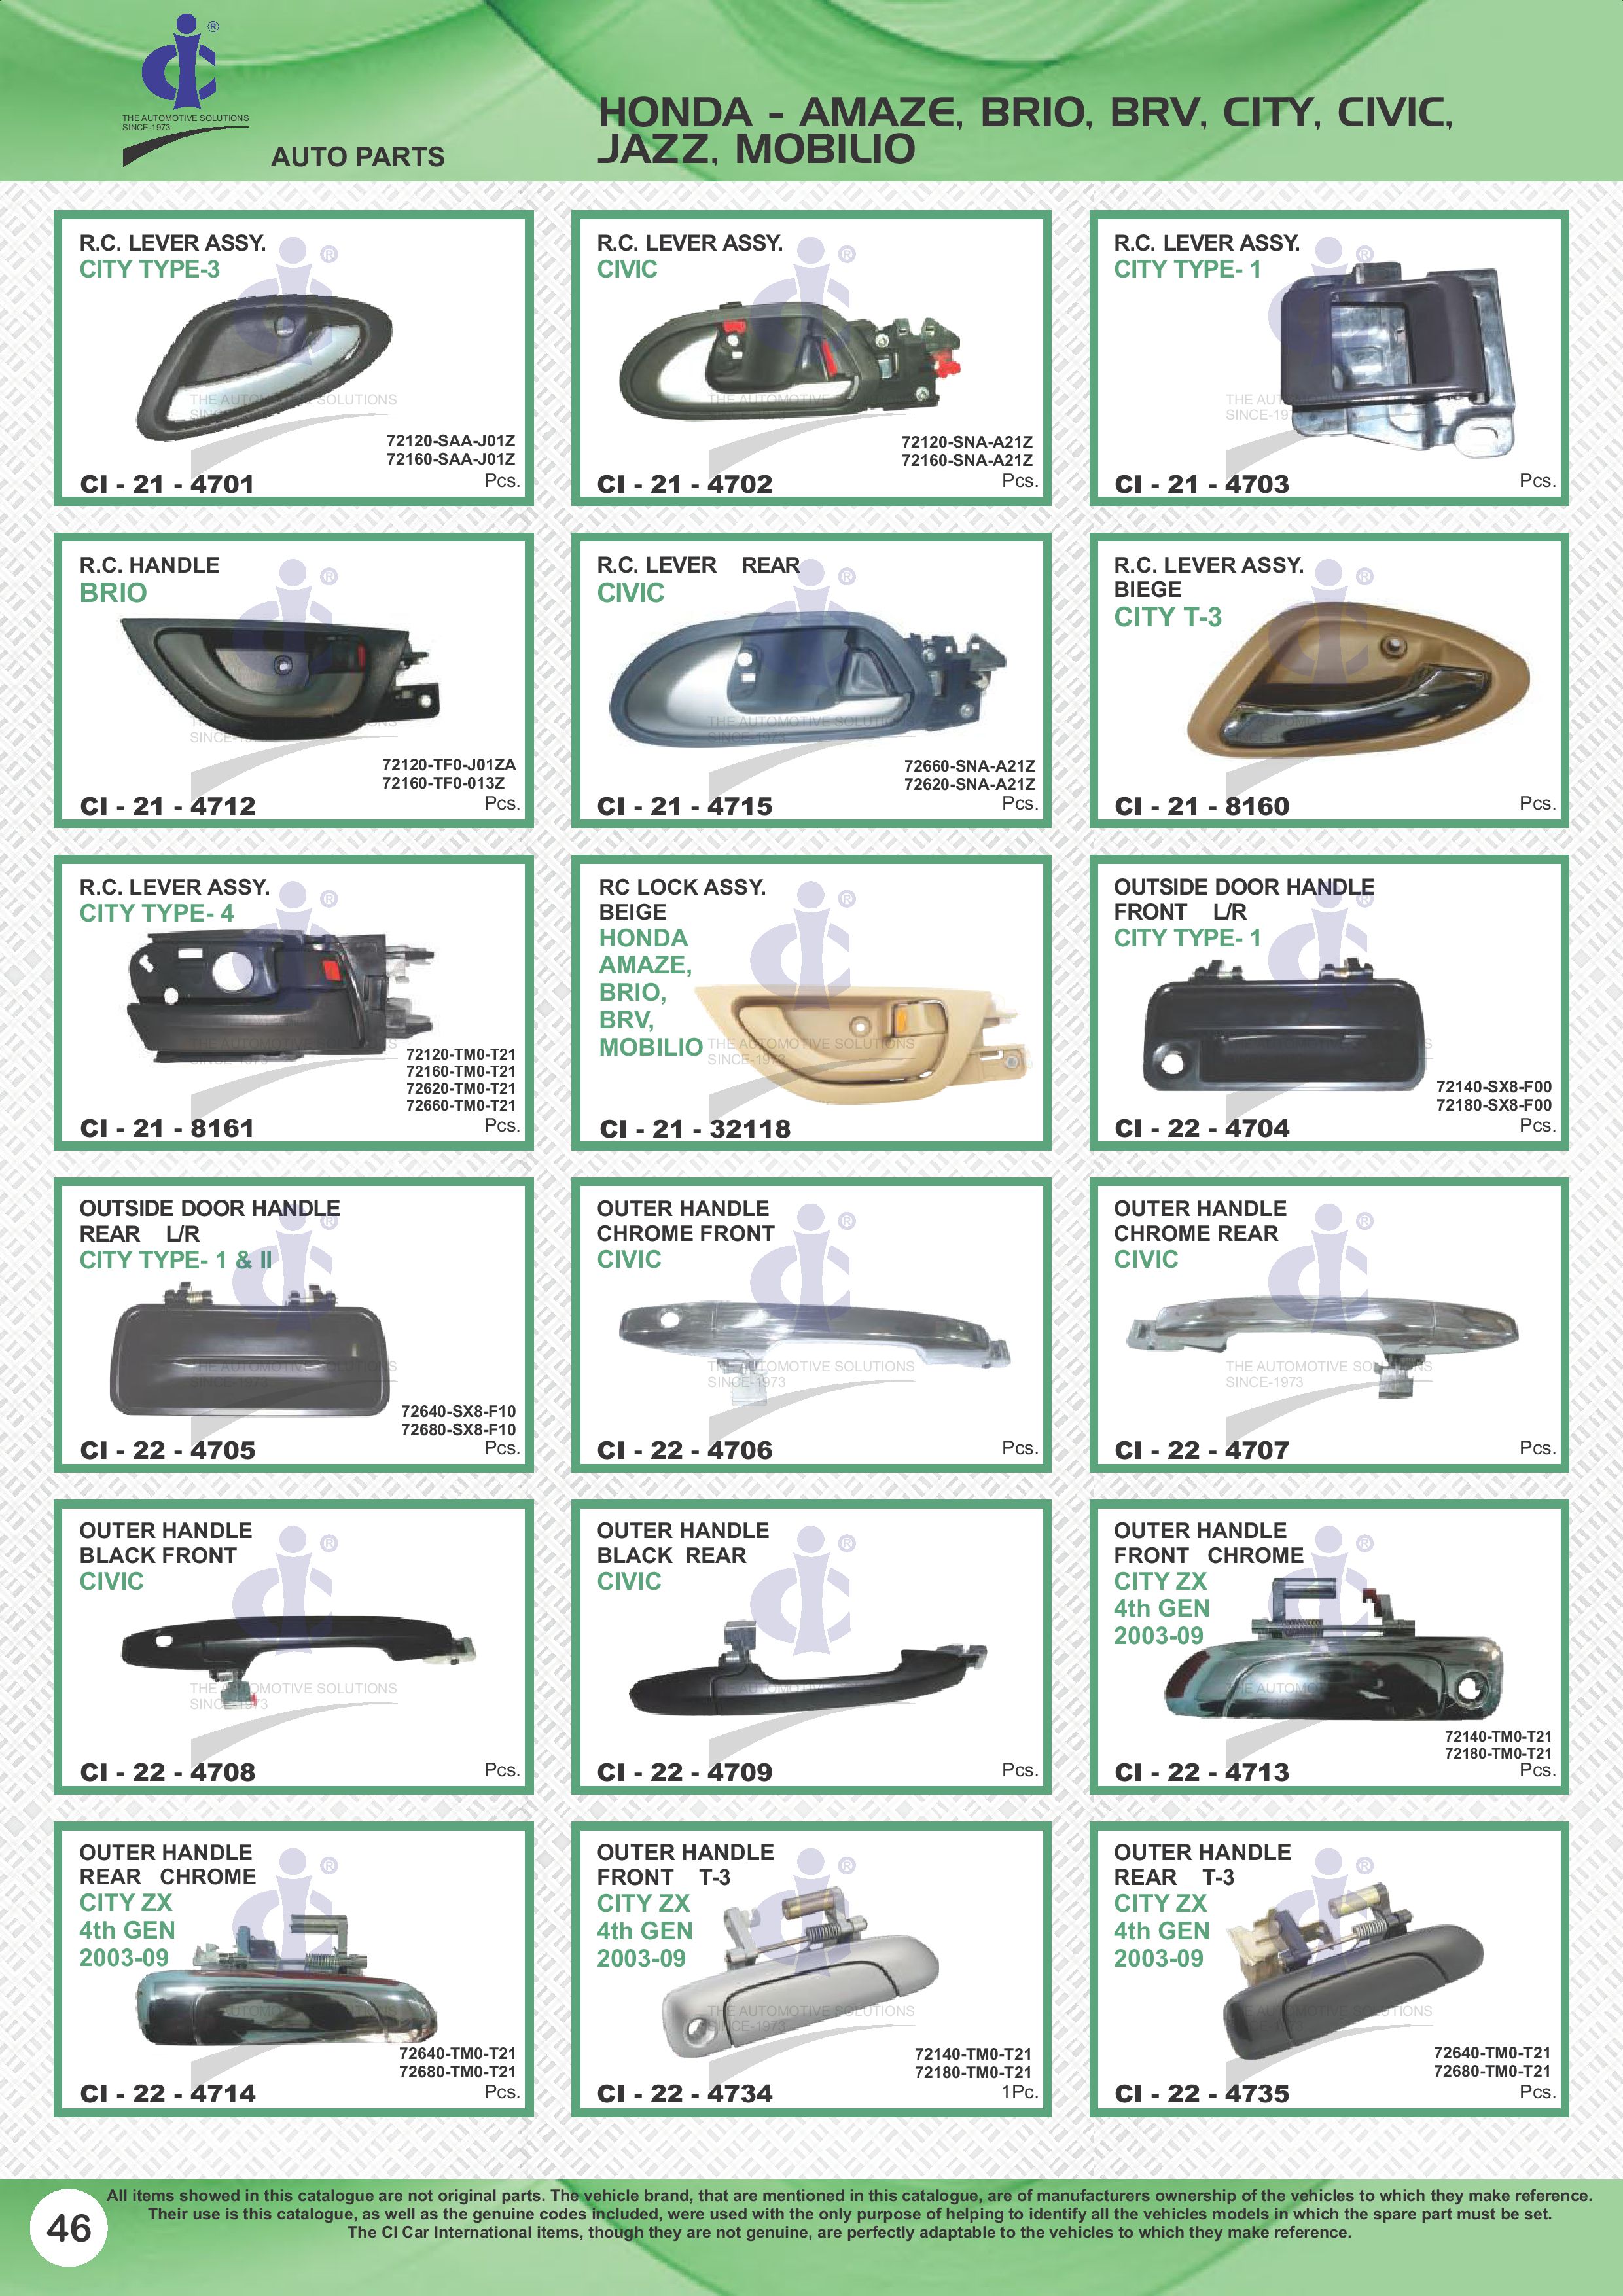 ®
THE AUTOMOTIVE SOLUTIONS
SINCE-1973
AUTO PARTS
HONDA - AMAZE, BRIO, BRV, CITY, CIVIC,
JAZZ, MOBILIO
R.C. LEVER ASSY.
CITY TYPE-3
72120-SAA-J01Z
72160-SAA-J01Z
CI - 21 - 4701 Pcs.
R.C. LEVER ASSY.
CIVIC
72120-SNA-A21Z
72160-SNA-A21Z
CI - 21 - 4702 Pcs.
R.C. LEVER ASSY.
CITY TYPE- 1
CI - 21 - 4703 Pcs.
R.C. HANDLE
BRIO
72120-TF0-J01ZA
72160-TF0-013Z
CI - 21 - 4712 Pcs.
R.C. LEVER REAR
CIVIC
72660-SNA-A21Z
72620-SNA-A21Z
CI - 21 - 4715 Pcs.
R.C. LEVER ASSY.
BIEGE
CITY T-3
CI - 21 - 8160 Pcs.
R.C. LEVER ASSY.
CITY TYPE- 4
72120-TM0-T21
72160-TM0-T21
72620-TM0-T21
72660-TM0-T21
CI - 21 - 8161 Pcs.
RC LOCK ASSY.
BEIGE
HONDA
AMAZE,
BRIO,
BRV,
MOBILIO
CI - 21 - 32118
OUTSIDE DOOR HANDLE
FRONT L/R
CITY TYPE- 1
72140-SX8-F00
72180-SX8-F00
CI - 22 - 4704 Pcs.
OUTSIDE DOOR HANDLE
REAR L/R
CITY TYPE- 1 & II
72640-SX8-F10
72680-SX8-F10
CI - 22 - 4705 Pcs.
OUTER HANDLE
CHROME FRONT
CIVIC
CI - 22 - 4706 Pcs.
OUTER HANDLE
CHROME REAR
CIVIC
CI - 22 - 4707 Pcs.
OUTER HANDLE
BLACK FRONT
CIVIC
CI - 22 - 4708 Pcs.
OUTER HANDLE
BLACK REAR
CIVIC
CI - 22 - 4709 Pcs.
OUTER HANDLE
FRONT CHROME
CITY ZX
4th GEN
2003-09
72140-TM0-T21
72180-TM0-T21
CI - 22 - 4713 Pcs.
OUTER HANDLE
REAR CHROME
CITY ZX
4th GEN
2003-09
72640-TM0-T21
72680-TM0-T21
CI - 22 - 4714 Pcs.
OUTER HANDLE
FRONT T-3
CITY ZX
4th GEN
2003-09
72140-TM0-T21
72180-TM0-T21
CI - 22 - 4734 1Pc.
OUTER HANDLE
REAR T-3
CITY ZX
4th GEN
2003-09
72640-TM0-T21
72680-TM0-T21
CI - 22 - 4735 Pcs.
All items showed in this catalogue are not original parts. The vehicle brand, that are mentioned in this catalogue, are of manufacturers ownership of the vehicles to which they make reference.
Their use is this catalogue, as well as the genuine codes included, were used with the only purpose of helping to identify all the vehicles models in which the spare part must be set.
The CI Car International items, though they are not genuine, are perfectly adaptable to the vehicles to which they make reference.
46